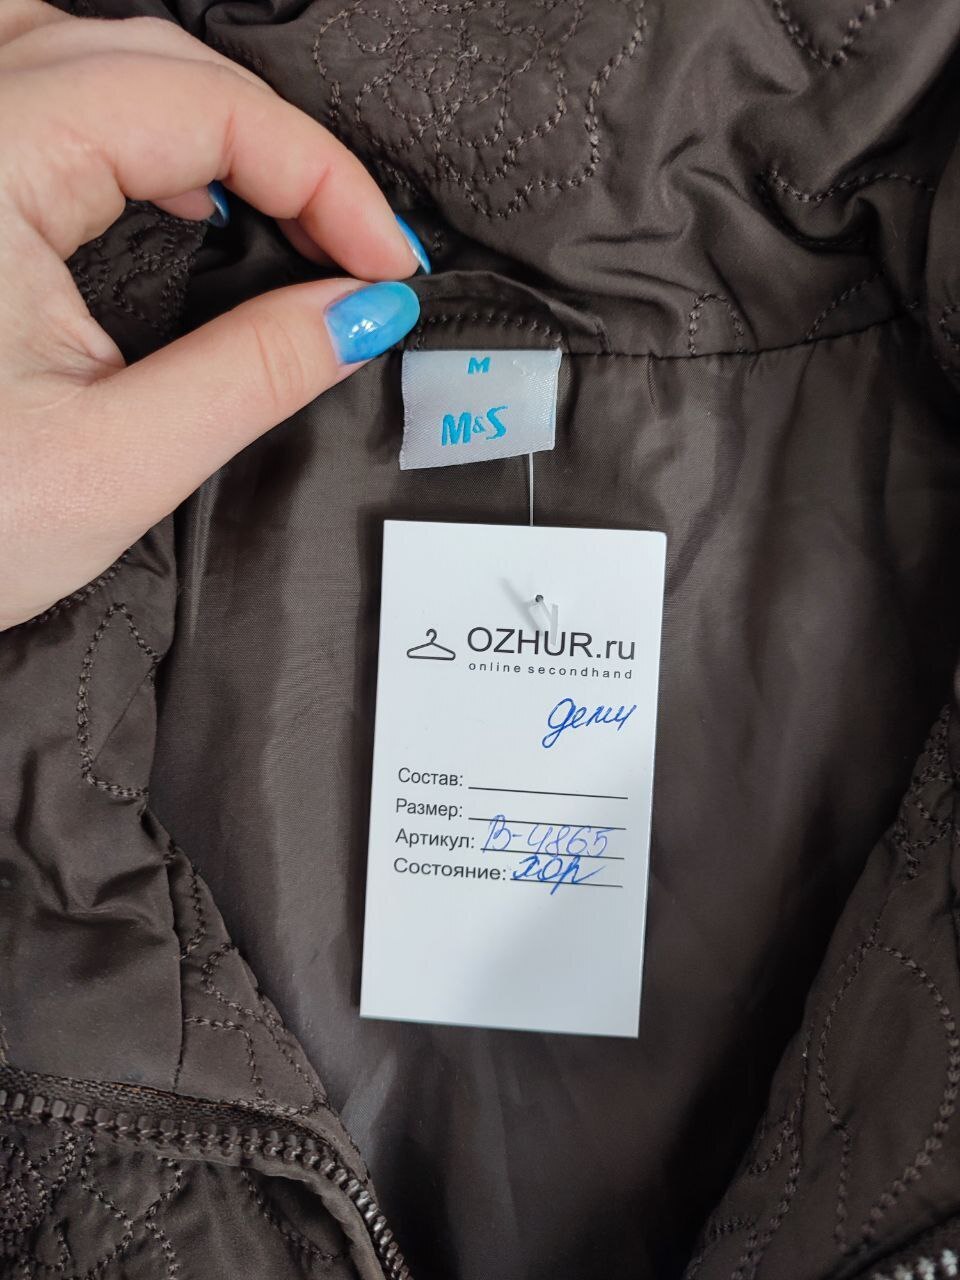 M
M&S
OZHUR.ru
online secondhand
деми
Состав:
Размер:
Артикул: В-4865
Состояние: хор